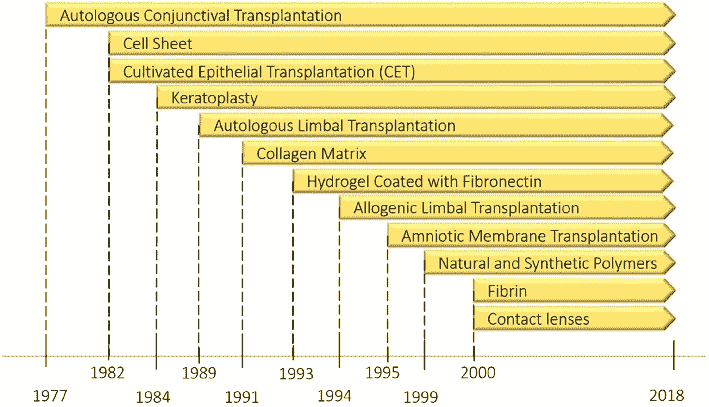 Autologous Conjunctival Transplantation
Cell Sheet
Cultivated Epithelial Transplantation (CET)
Keratoplasty
Autologous Limbal Transplantation
Collagen Matrix
Hydrogel Coated with Fibronectin
Allogenic Limbal Transplantation
Amniotic Membrane Transplantation
Natural and Synthetic Polymers
Fibrin
Contact lenses
1982 1989 1993 1995 2000
1977 1984 1991 1994 1999 2018